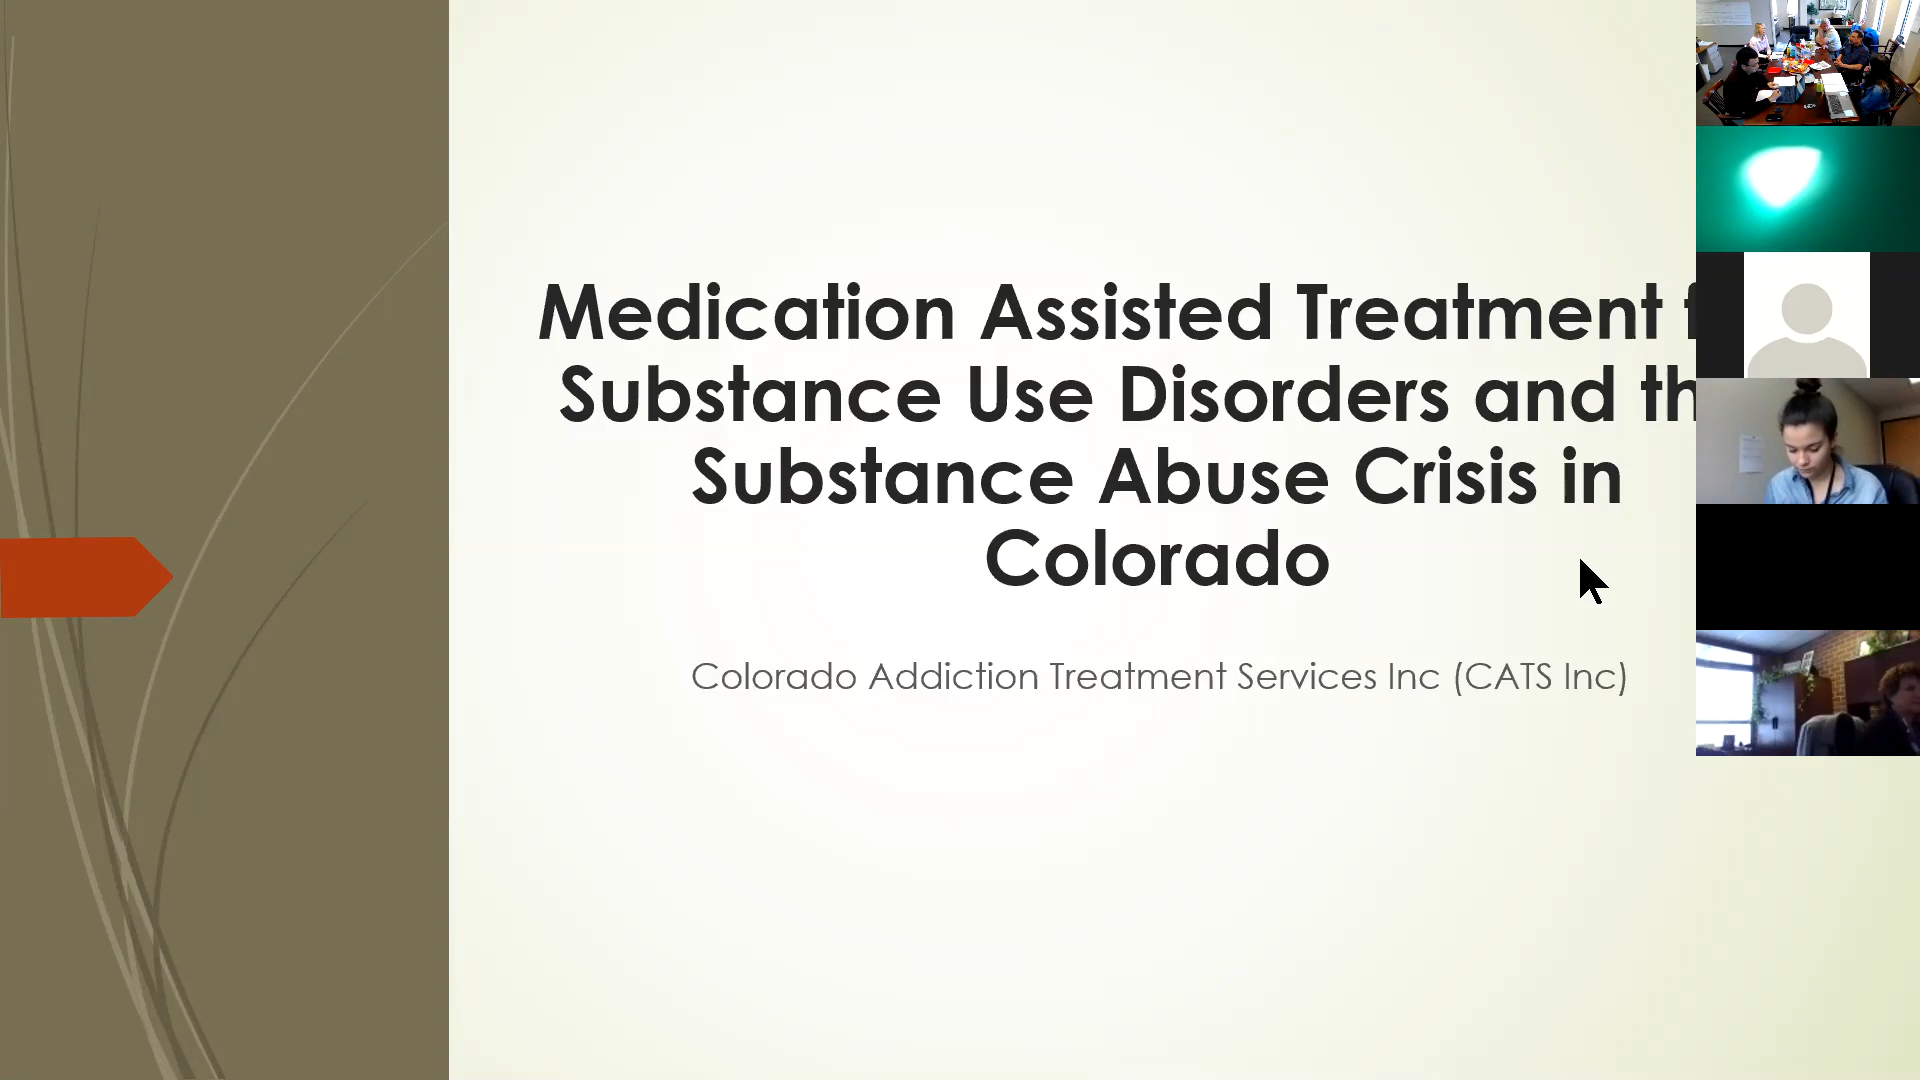 Medication Assisted Treatment f
Substance Use Disorders and th
Substance Abuse Crisis in
Colorado
Colorado Addiction Treatment Services Inc (CATS Inc)